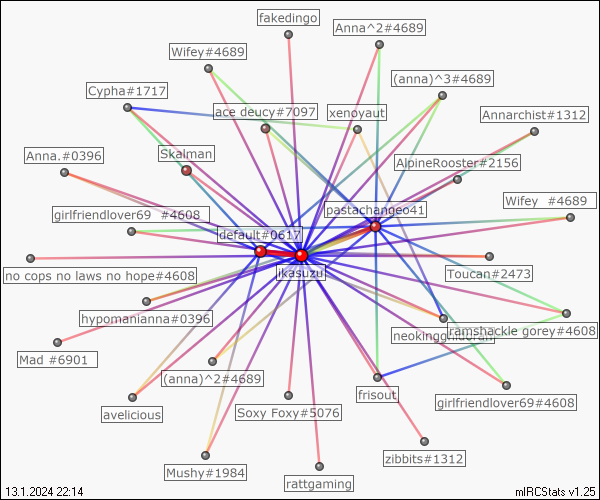 fakedingo
Anna^2#4689
Wifey#4689
(anna)^3#4689
Cypha#1717
ace deucy#7097
xenoyaut
Annarchist#1312
Anna.#0396
Skalman
AlpineRooster#2156
girlfriendlover69 #4608
pastachangeo41
Wifey #4689
default#0617
no cops no laws no hope#4608
ikasuzu
Toucan#2473
hypomanianna#0396
ramshackle gorey#4608
Mad #6901
(anna)^2#4689
frisout
avelicious
Soxy Foxy#5076
girlfriendlover69#4608
Mushy#1984
zibbits#1312
rattgaming
13.1.2024 22:14
mIRCStats v1.25